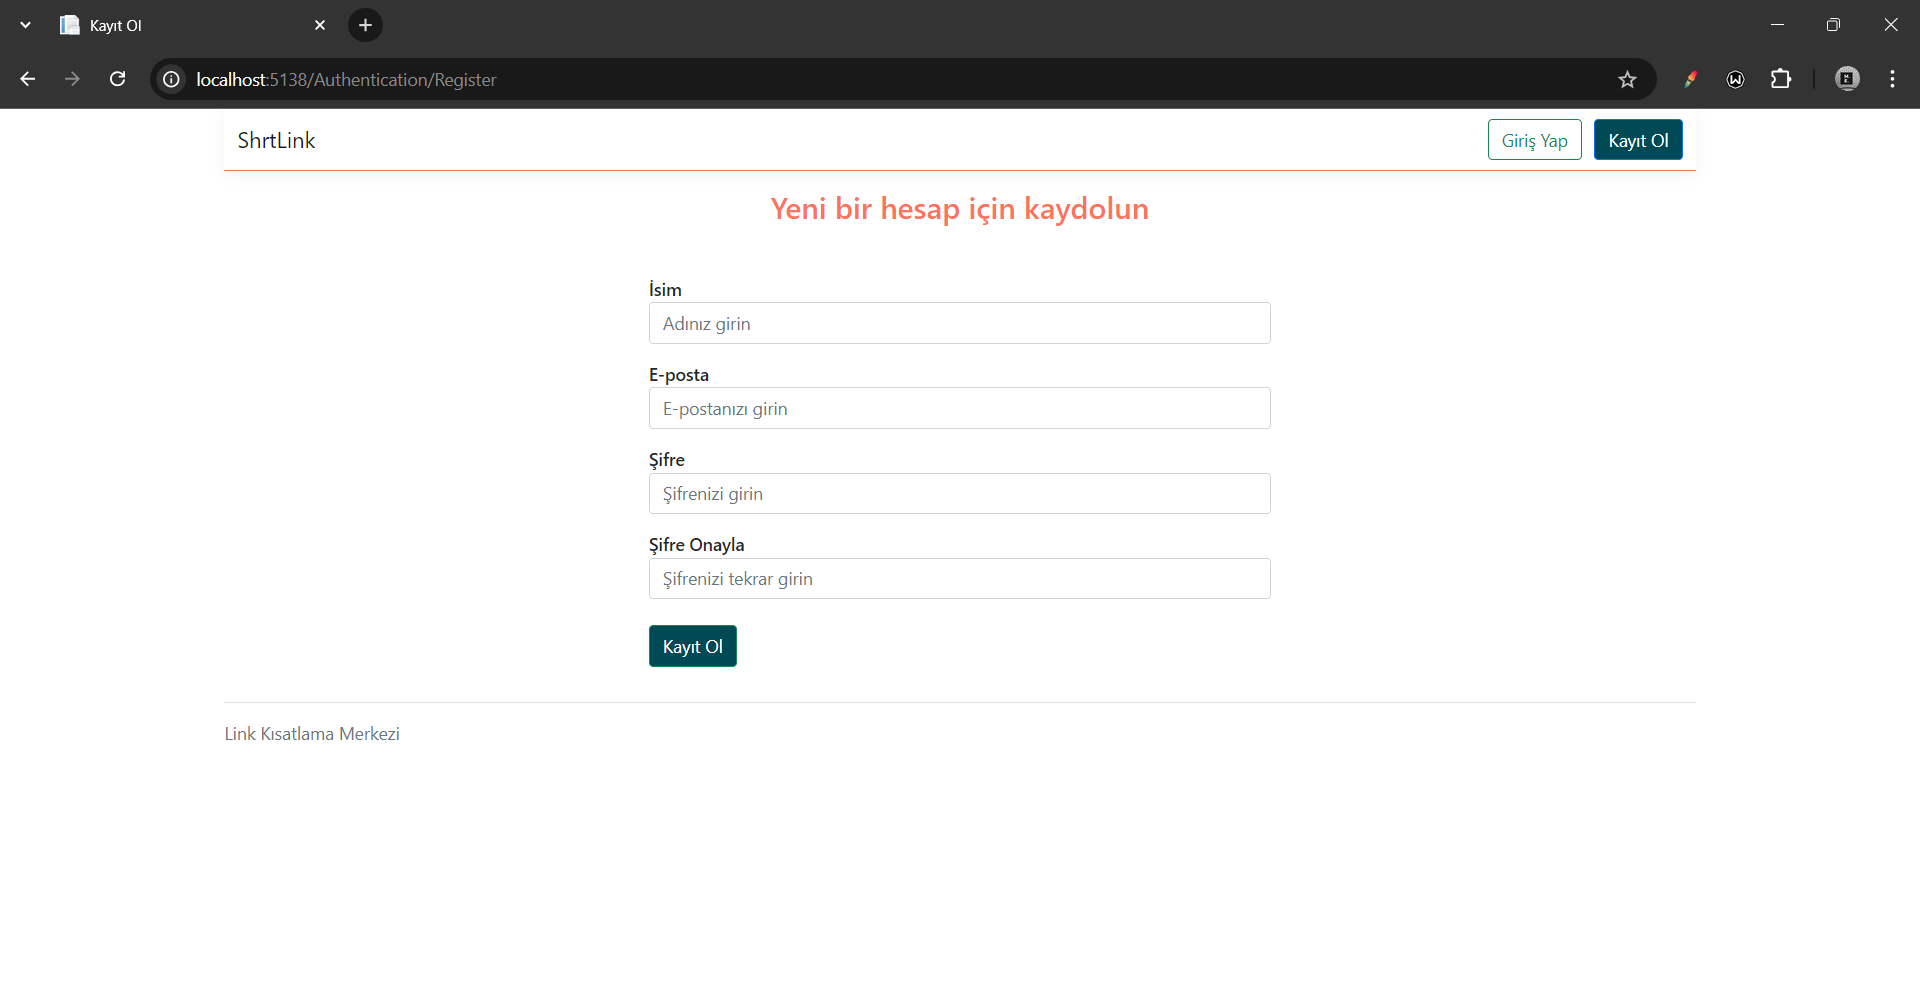 Kayıt Ol
localhost:5138/Authentication/Register
ShrtLink
Giriş Yap
Kayıt Ol
Yeni bir hesap için kaydolun
İsim
Adınız girin
E-posta
E-postanızı girin
Şifre
Şifrenizi girin
Şifre Onayla
Şifrenizi tekrar girin
Kayıt Ol
Link Kısatlama Merkezi